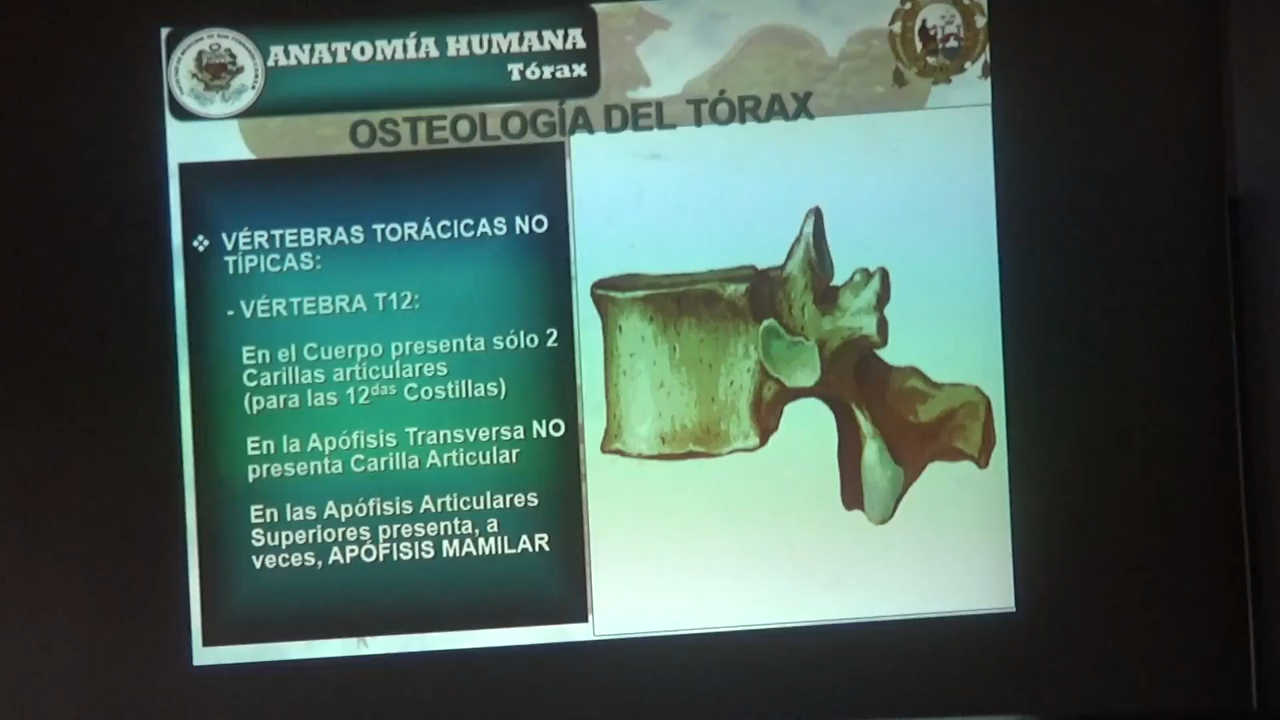 ANATOMÍA HUMANA
Tórax
OSTEOLOGÍA DEL TÓRAX
❖ VÉRTEBRAS TORÁCICAS NO
TÍPICAS:
- VÉRTEBRA T12:
En el Cuerpo presenta sólo 2
Carillas articulares
(para las 12das Costillas)
En la Apófisis Transversa NO
presenta Carilla Articular
En las Apófisis Articulares
Superiores presenta, a
veces, APÓFISIS MAMILAR